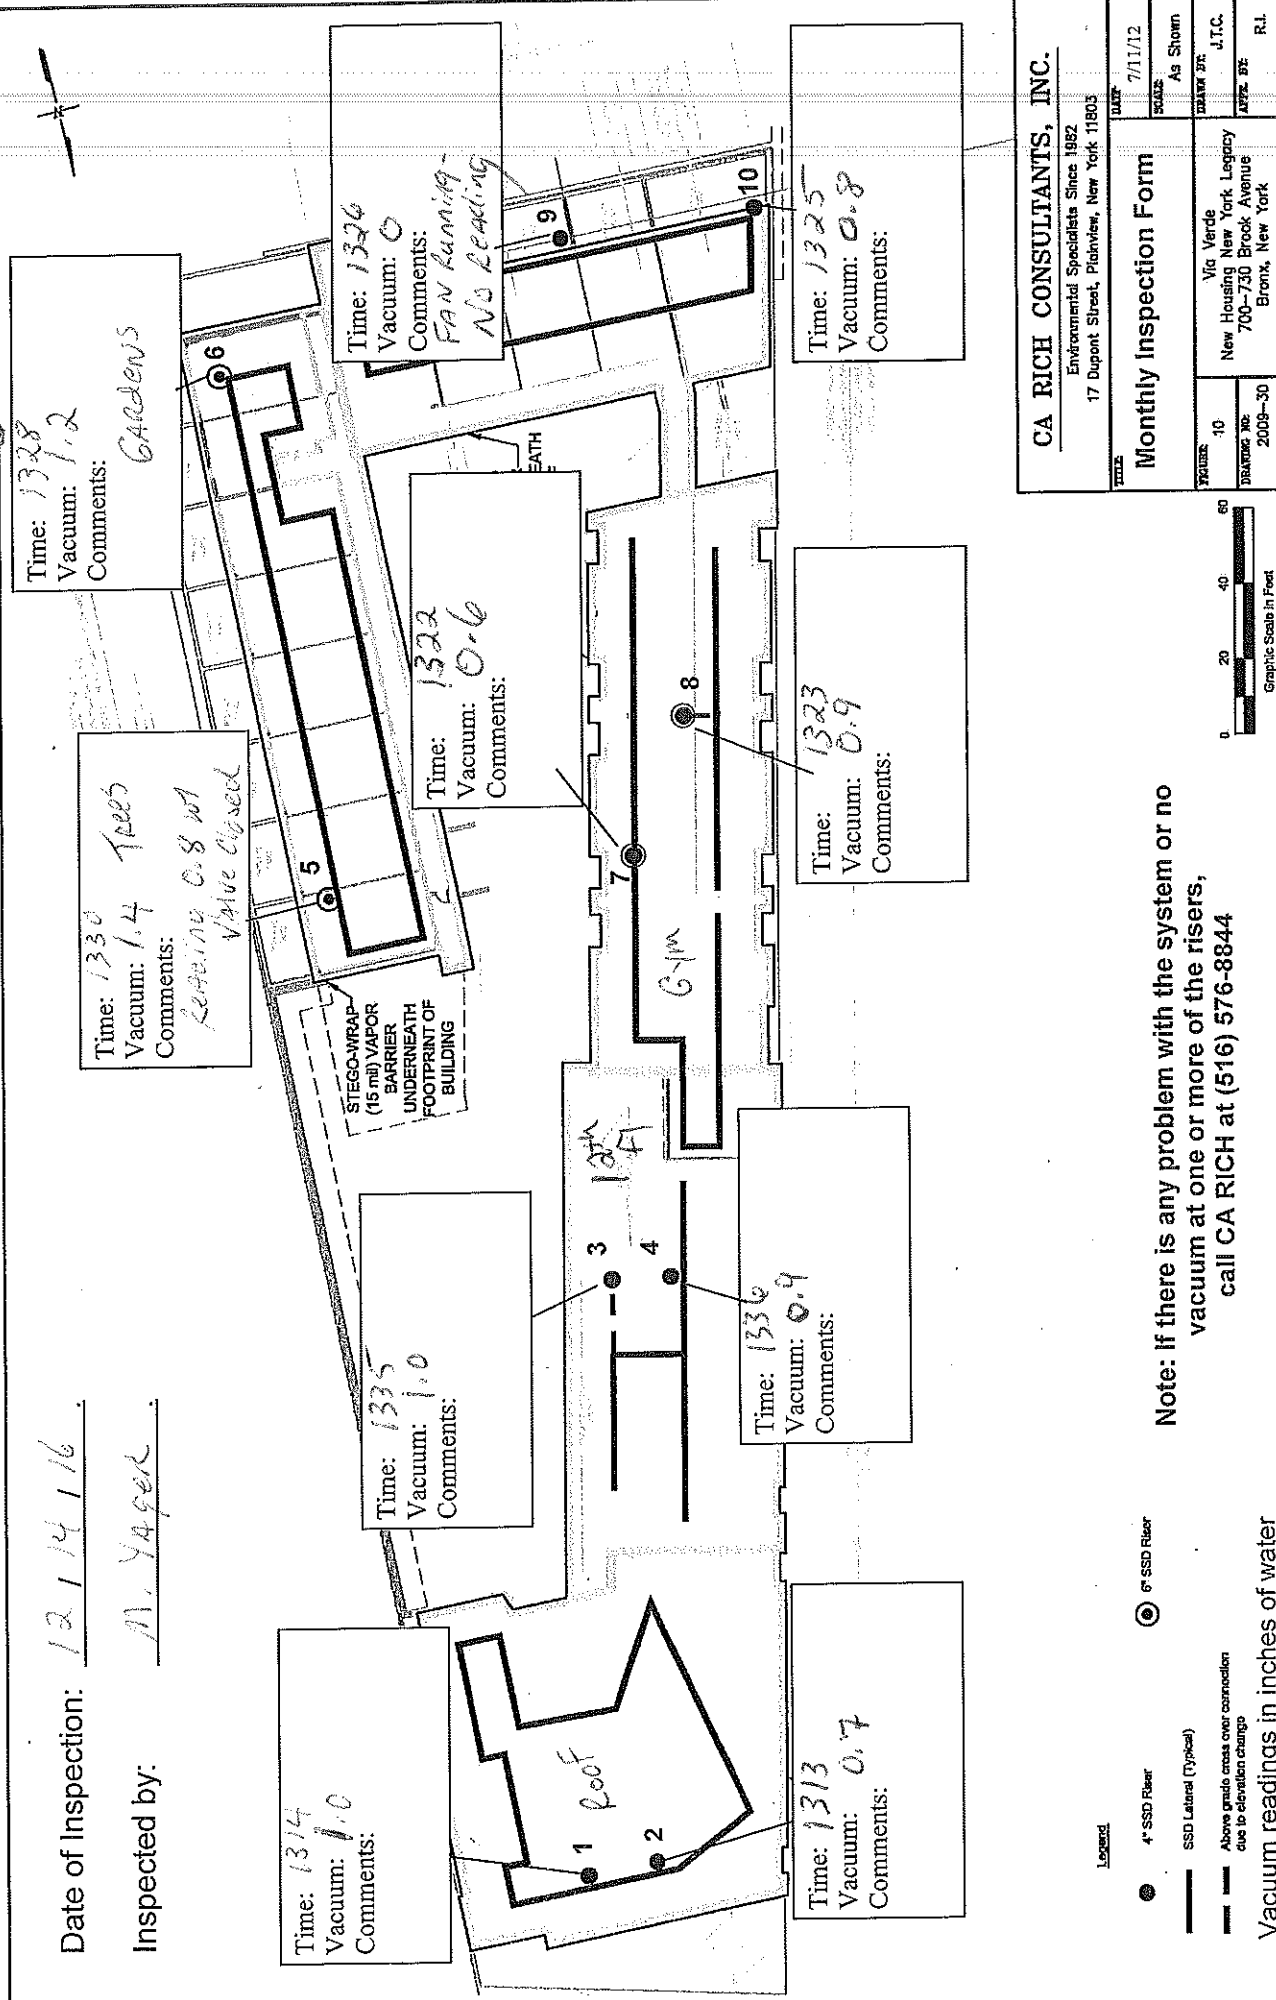 Date of Inspection: 12 / 14 / 16 .
Inspected by: M. YAGER .
Time: 1330
Vacuum: 1.4 Trees
Comments:
Reading 0.8 w/
Valve Closed
5
Time: 1328
Vacuum: 1.2
Comments:
GARDENS
6
STEGO-WRAP
(15 mil) VAPOR
BARRIER
UNDERNEATH
FOOTPRINT OF
BUILDING
Time: 1314
Vacuum: 1.0
Comments:
1
Roof
2
Time: 1313
Vacuum: 0.7
Comments:
Time: 1335
Vacuum: 1.0
Comments:
3
12th
Fl
4
Time: 1336
Vacuum: 0.9
Comments:
Time: 1322
Vacuum: 0.6
Comments:
7
Gym
8
Time: 1323
Vacuum: 0.9
Comments:
EATH
Time: 1326
Vacuum: 0
Comments:
FAN Running-
No Reading
9
10
Time: 1325
Vacuum: 0.8
Comments:
Legend
4" SSD Riser
6" SSD Riser
SSD Lateral (Typical)
Above grade cross over connection
due to elevation change
Vacuum readings in inches of water
Note: If there is any problem with the system or no
vacuum at one or more of the risers,
call CA RICH at (516) 576-8844
0 20 40 60
Graphic Scale in Feet
CA RICH CONSULTANTS, INC.
Environmental Specialists Since 1982
17 Dupont Street, Plainview, New York 11803
TITLE:
Monthly Inspection Form
DATE:
7/11/12
SCALE:
As Shown
FIGURE:
10
DRAWING NO:
2009-30
Via Verde
New Housing New York Legacy
700-730 Brook Avenue
Bronx, New York
DRAWN BY:
J.T.C.
APPR. BY:
R.I.